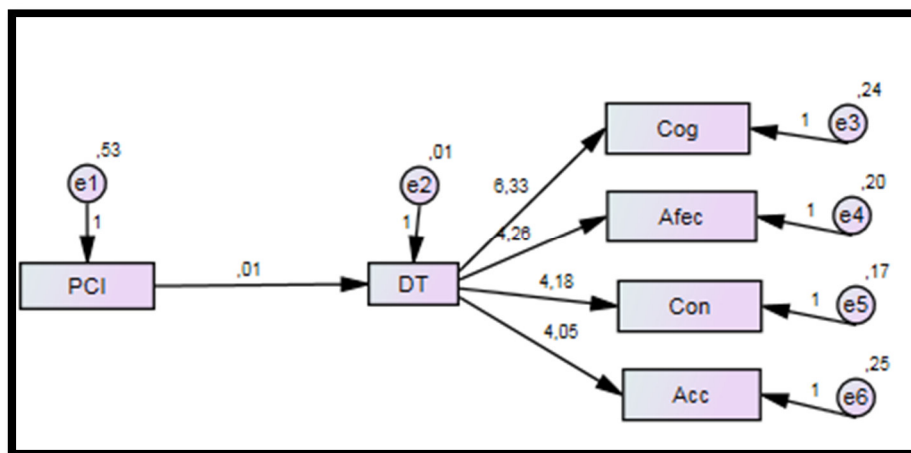 ,53
e1
1
PCI
,01
,01
e2
1
DT
6,33
4,26
4,18
4,05
Cog
1
,24
e3
Afec
1
,20
e4
Con
1
,17
e5
Acc
1
,25
e6